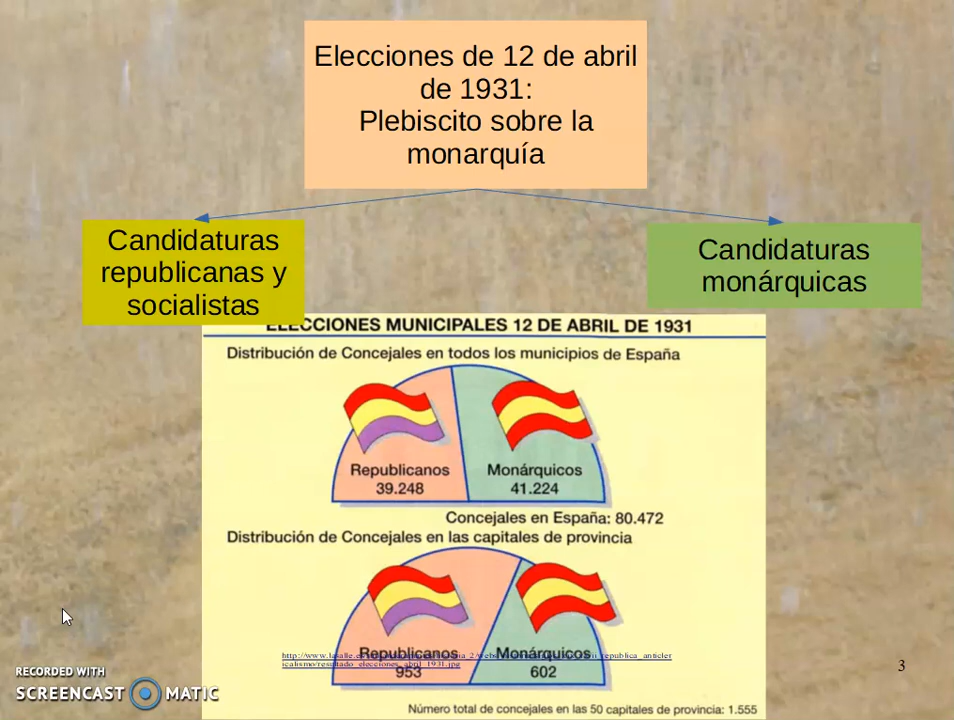 Elecciones de 12 de abril
de 1931:
Plebiscito sobre la
monarquía
Candidaturas
republicanas y
socialistas
Candidaturas
monárquicas
ELECCIONES MUNICIPALES 12 DE ABRIL DE 1931
Distribución de Concejales en todos los municipios de España
Republicanos
39.248
Monárquicos
41.224
Concejales en España: 80.472
Distribución de Concejales en las capitales de provincia
Republicanos
953
Monárquicos
602
icalismo/resultado_elecciones_abril_1931.jpg
Número total de concejales en las 50 capitales de provincia: 1.555
3
RECORDED WITH
SCREENCAST MATIC